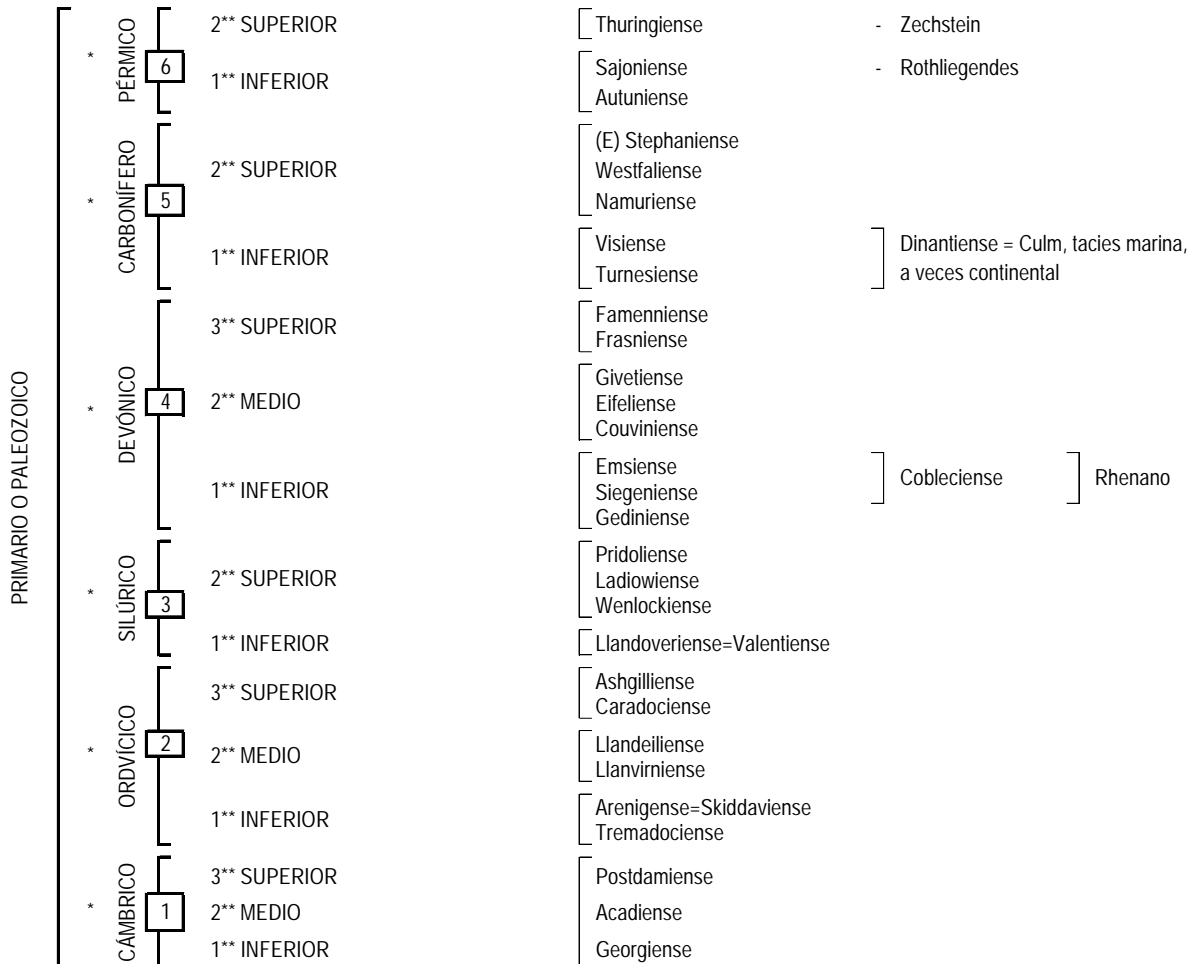 PRIMARIO O PALEOZOICO
* PÉRMICO 6
2** SUPERIOR
Thuringiense - Zechstein
1** INFERIOR
Sajoniense - Rothliegendes
Autuniense
* CARBONÍFERO 5
2** SUPERIOR
(E) Stephaniense
Westfaliense
Namuriense
1** INFERIOR
Visiense
Turnesiense
Dinantiense = Culm, tacies marina,
a veces continental
* DEVÓNICO 4
3** SUPERIOR
Famenniense
Frasniense
2** MEDIO
Givetiense
Eifeliense
Couviniense
1** INFERIOR
Emsiense
Siegeniense
Gediniense
Cobleciense
Rhenano
* SILÚRICO 3
2** SUPERIOR
Pridoliense
Ladiowiense
Wenlockiense
1** INFERIOR
Llandoveriense=Valentiense
* ORDVÍCICO 2
3** SUPERIOR
Ashgilliense
Caradociense
2** MEDIO
Llandeiliense
Llanvirniense
1** INFERIOR
Arenigense=Skiddaviense
Tremadociense
* CÁMBRICO 1
3** SUPERIOR
Postdamiense
2** MEDIO
Acadiense
1** INFERIOR
Georgiense